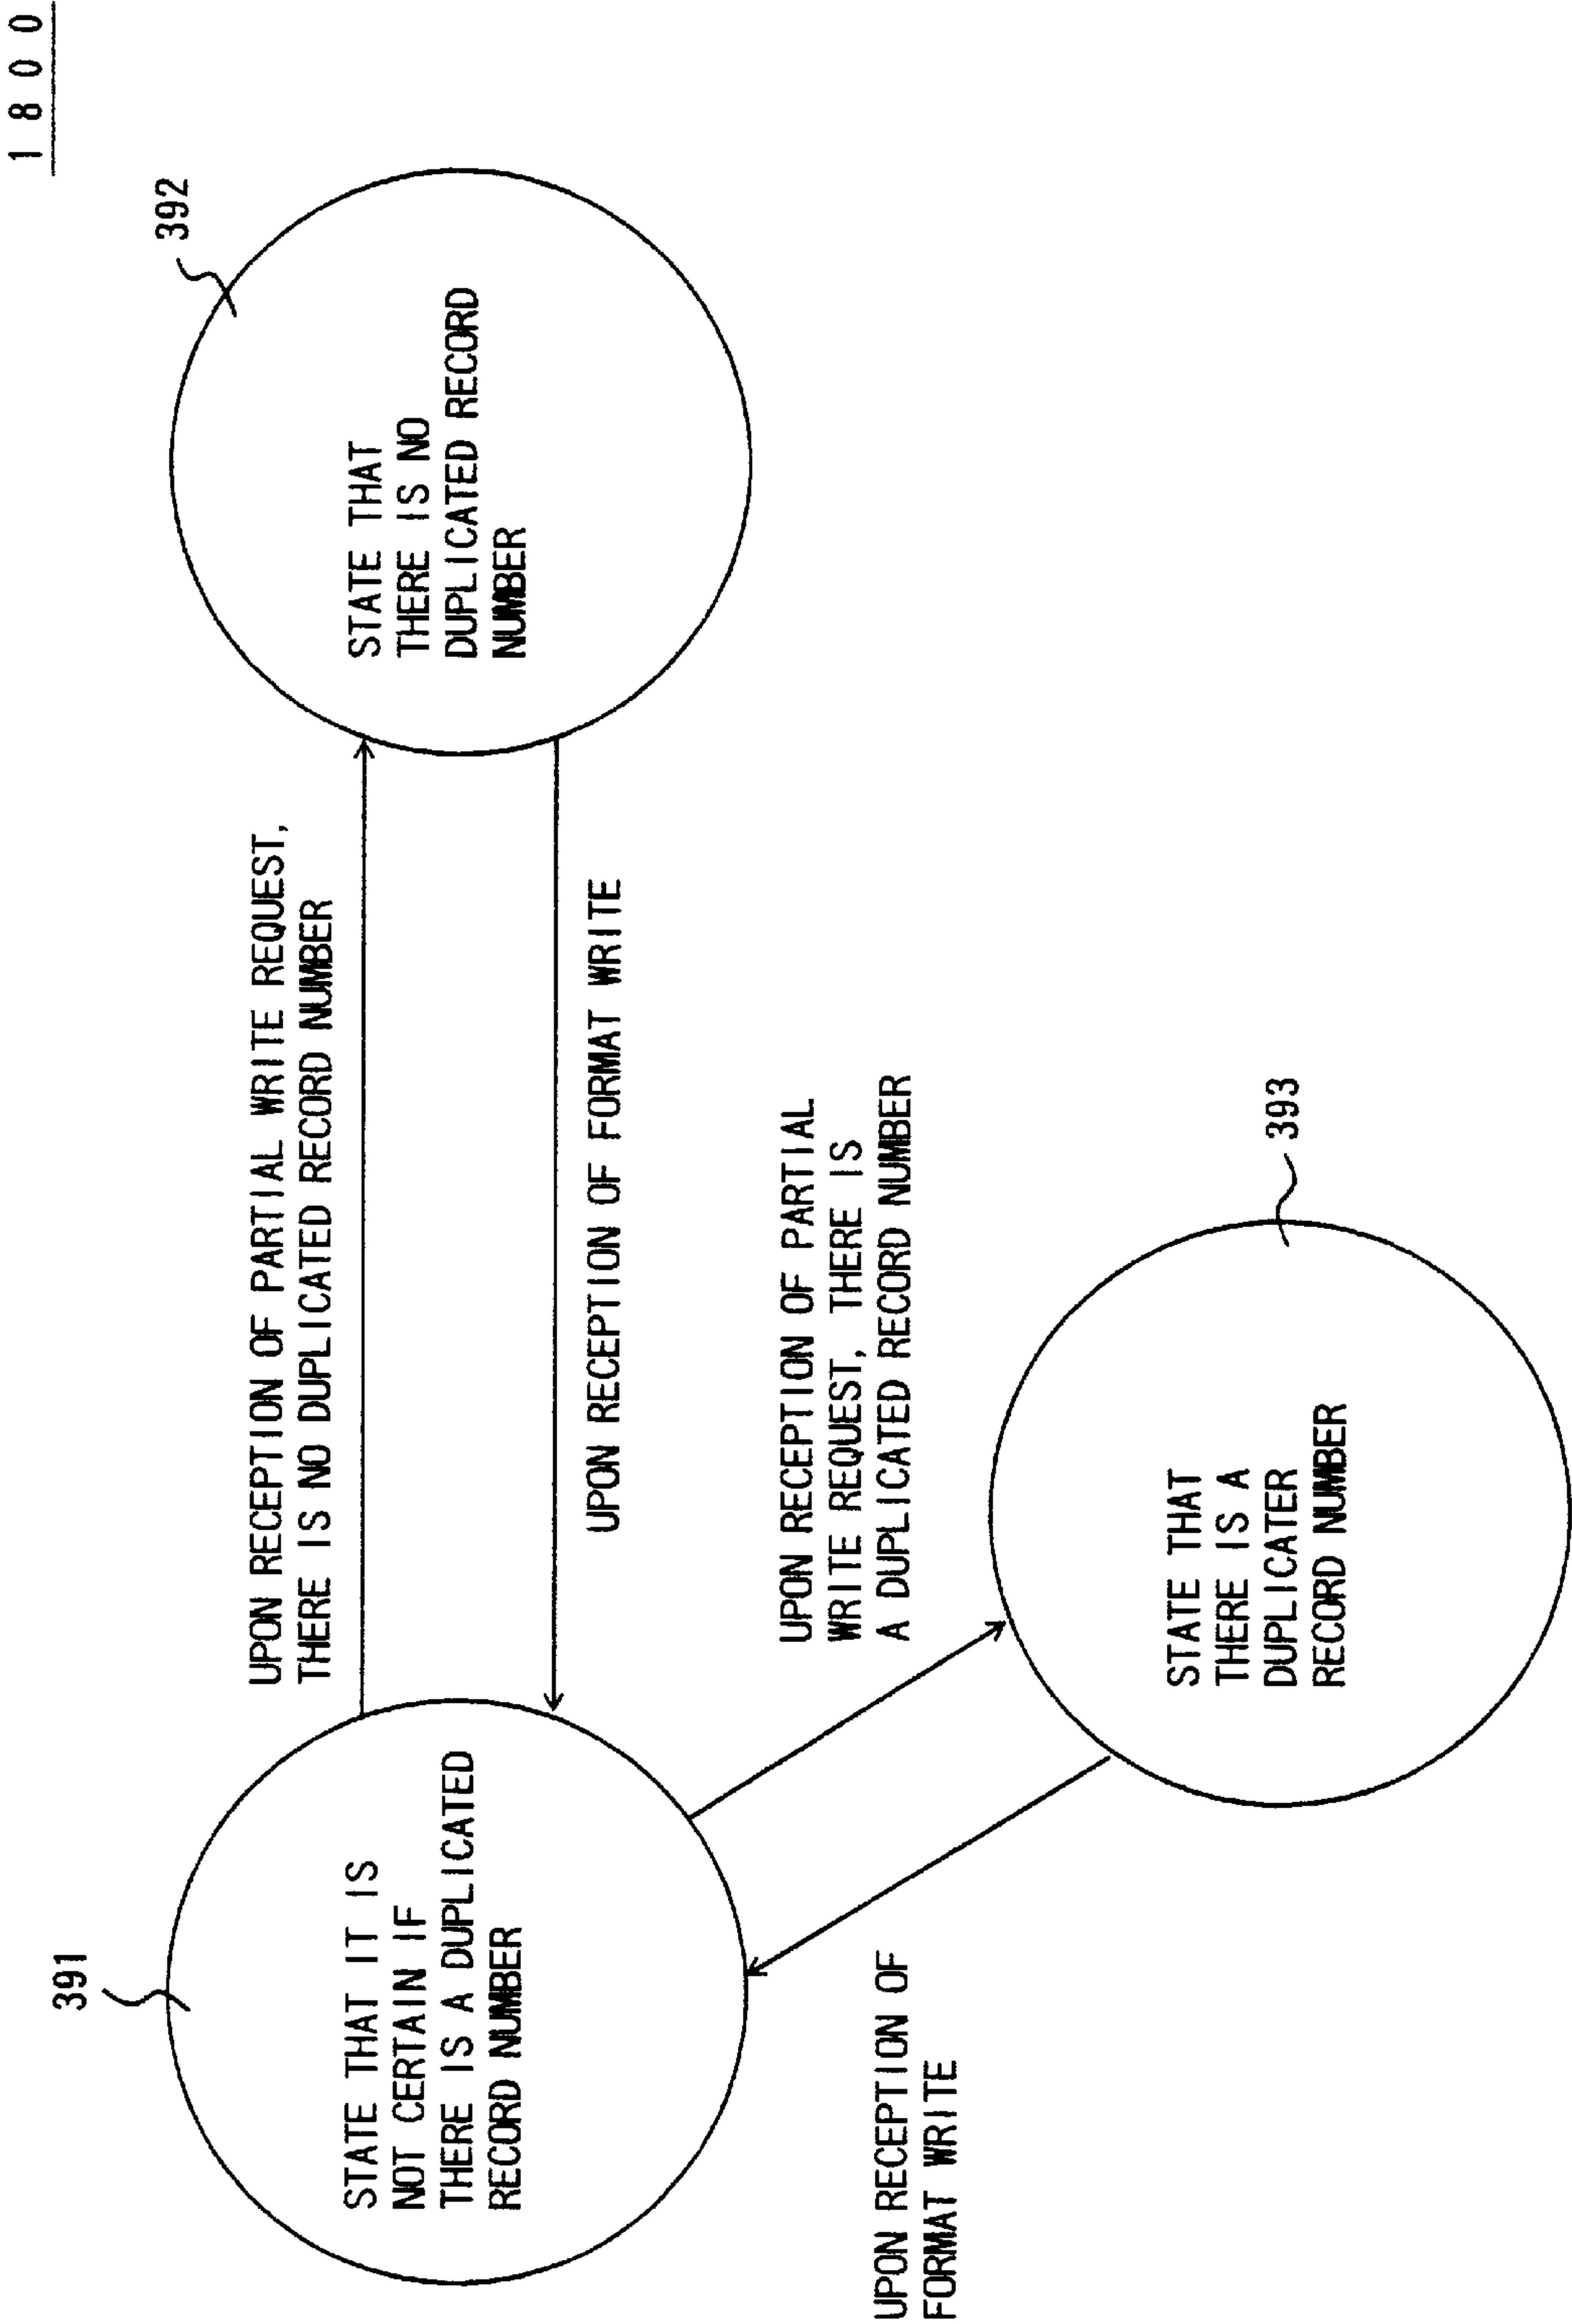 1800
391
STATE THAT IT IS
NOT CERTAIN IF
THERE IS A DUPLICATED
RECORD NUMBER
UPON RECEPTION OF PARTIAL WRITE REQUEST,
THERE IS NO DUPLICATED RECORD NUMBER
392
STATE THAT
THERE IS NO
DUPLICATED RECORD
NUMBER
UPON RECEPTION OF FORMAT WRITE
UPON RECEPTION OF PARTIAL
WRITE REQUEST, THERE IS
A DUPLICATED RECORD NUMBER
UPON RECEPTION OF
FORMAT WRITE
393
STATE THAT
THERE IS A
DUPLICATER
RECORD NUMBER